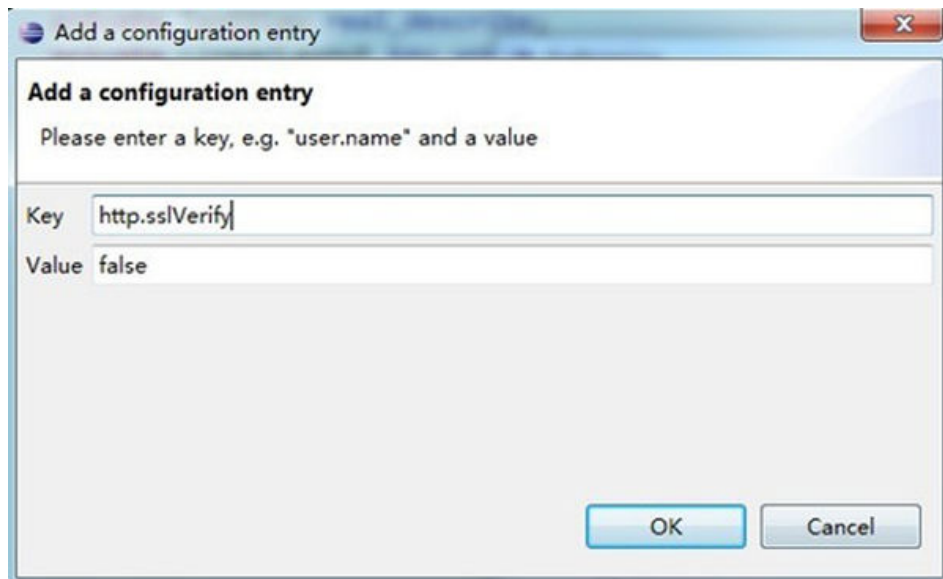 Add a configuration entry
Add a configuration entry
Please enter a key, e.g. "user.name" and a value
Key http.sslVerify
Value false
OK Cancel